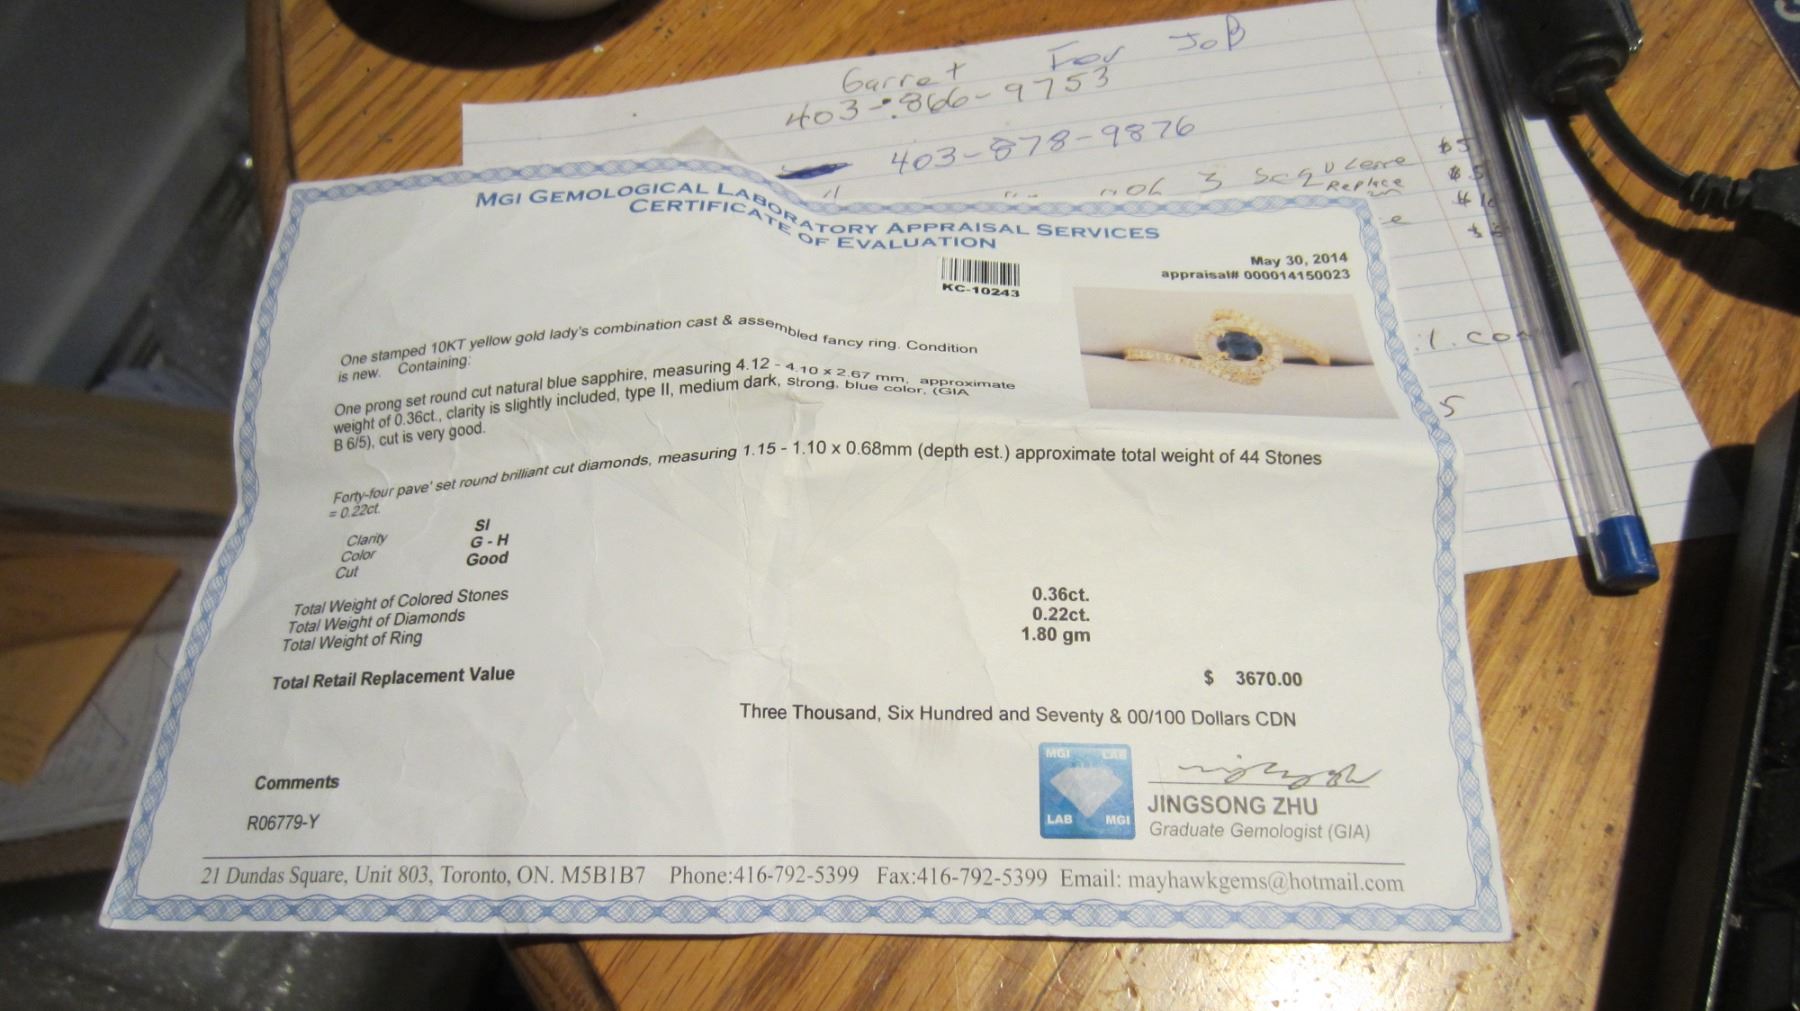 Garret For JoB
403-866-9753
403-878-9876
3 SeqU Lense
Replace
$5
5
MGI GEMOLOGICAL LABORATORY APPRAISAL SERVICES
CERTIFICATE OF EVALUATION
May 30, 2014
appraisal# 000014150023
KC-10243
One stamped 10KT yellow gold lady's combination cast & assembled fancy ring. Condition
is new. Containing:
One prong set round cut natural blue sapphire, measuring 4.12 - 4.10 x 2.67 mm, approximate
weight of 0.36ct., clarity is slightly included, type II, medium dark, strong, blue color, (GIA
B 6/5), cut is very good.
Forty-four pave' set round brilliant cut diamonds, measuring 1.15 - 1.10 x 0.68mm (depth est.) approximate total weight of 44 Stones
= 0.22ct.
Clarity SI
Color G - H
Cut Good
Total Weight of Colored Stones 0.36ct.
Total Weight of Diamonds 0.22ct.
Total Weight of Ring 1.80 gm
Total Retail Replacement Value $ 3670.00
Three Thousand, Six Hundred and Seventy & 00/100 Dollars CDN
MGI LAB
LAB MGI
Comments
R06779-Y
JINGSONG ZHU
Graduate Gemologist (GIA)
21 Dundas Square, Unit 803, Toronto, ON. M5B1B7 Phone:416-792-5399 Fax:416-792-5399 Email: mayhawkgems@hotmail.com